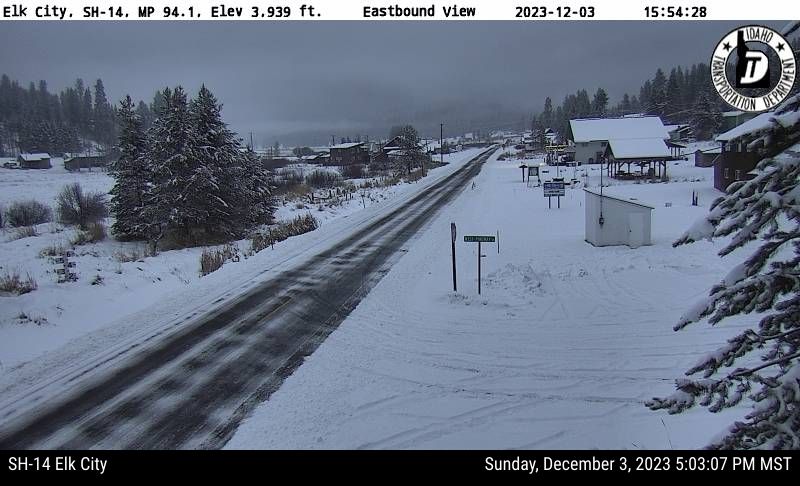 Elk City, SH-14, MP 94.1, Elev 3,939 ft. Eastbound View 2023-12-03 15:54:28
IDAHO
TRANSPORTATION DEPARTMENT
SH-14 Elk City Sunday, December 3, 2023 5:03:07 PM MST